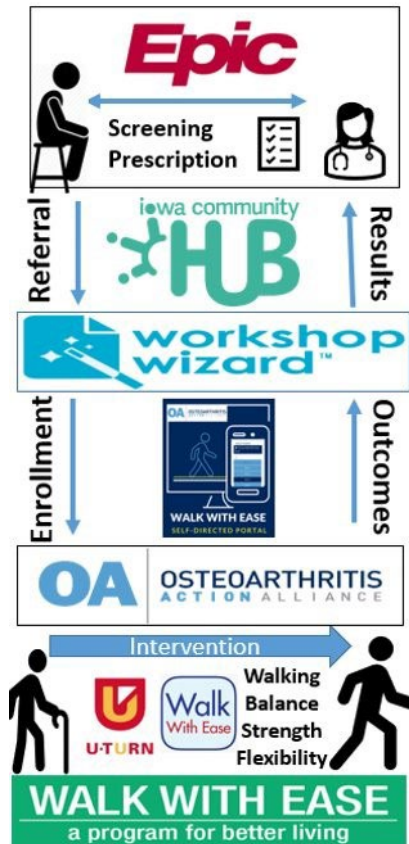 Epic
Screening
Prescription
Referral
iowa community
HUB
Results
workshop
wizard™
Enrollment
OA OSTEOARTHRITIS
WALK WITH EASE
SELF-DIRECTED PORTAL
Outcomes
OA OSTEOARTHRITIS
ACTION ALLIANCE
Intervention
U
U-TURN
Walk
With Ease
Walking
Balance
Strength
Flexibility
WALK WITH EASE
a program for better living